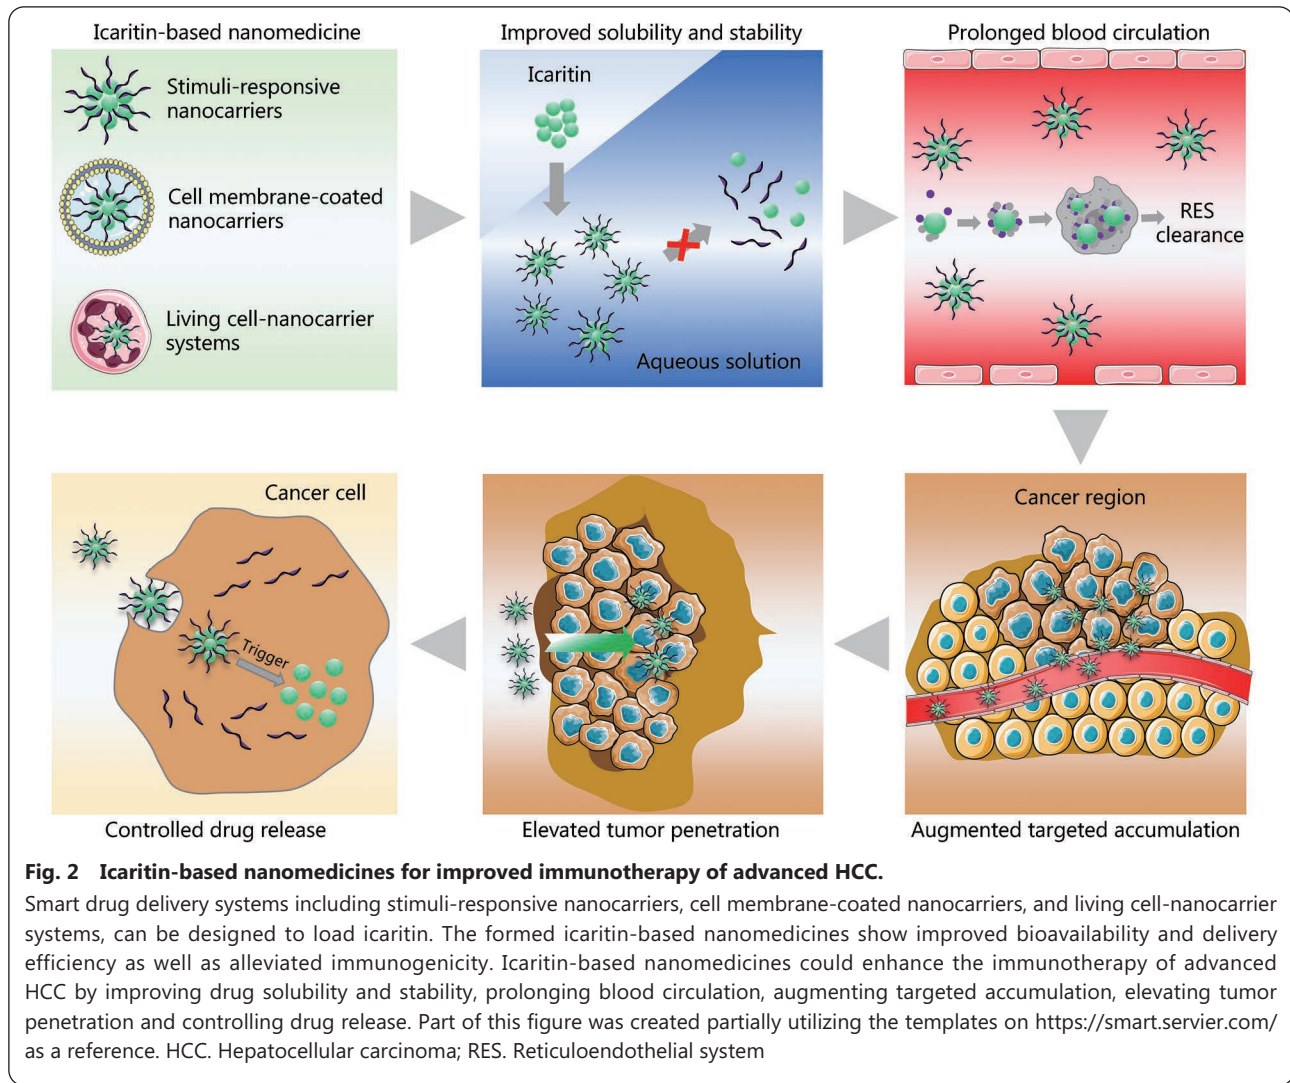 Icaritin-based nanomedicine
Stimuli-responsive
nanocarriers
Cell membrane-coated
nanocarriers
Living cell-nanocarrier
systems
Improved solubility and stability
Icaritin
Aqueous solution
Prolonged blood circulation
RES
clearance
Cancer cell
Trigger
Controlled drug release
Elevated tumor penetration
Cancer region
Augmented targeted accumulation
Fig. 2 Icaritin-based nanomedicines for improved immunotherapy of advanced HCC.
Smart drug delivery systems including stimuli-responsive nanocarriers, cell membrane-coated nanocarriers, and living cell-nanocarrier
systems, can be designed to load icaritin. The formed icaritin-based nanomedicines show improved bioavailability and delivery
efficiency as well as alleviated immunogenicity. Icaritin-based nanomedicines could enhance the immunotherapy of advanced
HCC by improving drug solubility and stability, prolonging blood circulation, augmenting targeted accumulation, elevating tumor
penetration and controlling drug release. Part of this figure was created partially utilizing the templates on https://smart.servier.com/
as a reference. HCC. Hepatocellular carcinoma; RES. Reticuloendothelial system